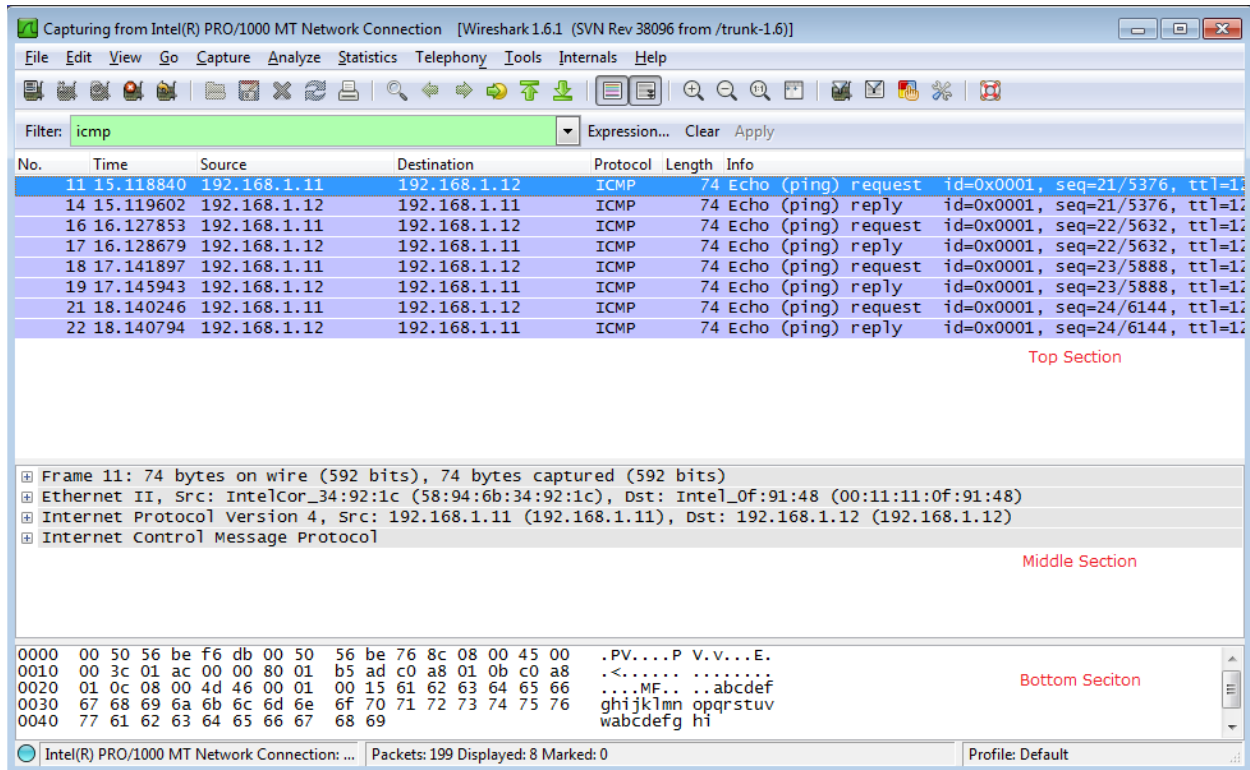 Capturing from Intel(R) PRO/1000 MT Network Connection [Wireshark 1.6.1 (SVN Rev 38096 from /trunk-1.6)]
File Edit View Go Capture Analyze Statistics Telephony Tools Internals Help
Filter: icmp Expression... Clear Apply
No. Time Source Destination Protocol Length Info
11 15.118840 192.168.1.11 192.168.1.12 ICMP 74 Echo (ping) request id=0x0001, seq=21/5376, ttl=12
14 15.119602 192.168.1.12 192.168.1.11 ICMP 74 Echo (ping) reply id=0x0001, seq=21/5376, ttl=12
16 16.127853 192.168.1.11 192.168.1.12 ICMP 74 Echo (ping) request id=0x0001, seq=22/5632, ttl=12
17 16.128679 192.168.1.12 192.168.1.11 ICMP 74 Echo (ping) reply id=0x0001, seq=22/5632, ttl=12
18 17.141897 192.168.1.11 192.168.1.12 ICMP 74 Echo (ping) request id=0x0001, seq=23/5888, ttl=12
19 17.145943 192.168.1.12 192.168.1.11 ICMP 74 Echo (ping) reply id=0x0001, seq=23/5888, ttl=12
21 18.140246 192.168.1.11 192.168.1.12 ICMP 74 Echo (ping) request id=0x0001, seq=24/6144, ttl=12
22 18.140794 192.168.1.12 192.168.1.11 ICMP 74 Echo (ping) reply id=0x0001, seq=24/6144, ttl=12
Top Section
Frame 11: 74 bytes on wire (592 bits), 74 bytes captured (592 bits)
Ethernet II, Src: IntelCor_34:92:1c (58:94:6b:34:92:1c), Dst: Intel_0f:91:48 (00:11:11:0f:91:48)
Internet Protocol Version 4, Src: 192.168.1.11 (192.168.1.11), Dst: 192.168.1.12 (192.168.1.12)
Internet Control Message Protocol
Middle Section
0000 00 50 56 be f6 db 00 50 56 be 76 8c 08 00 45 00 .PV....P V.v...E.
0010 00 3c 01 ac 00 00 80 01 b5 ad c0 a8 01 0b c0 a8 .<...... ........
0020 01 0c 08 00 4d 46 00 01 00 15 61 62 63 64 65 66 ....MF.. ..abcdef
0030 67 68 69 6a 6b 6c 6d 6e 6f 70 71 72 73 74 75 76 ghijklmn opqrstuv
0040 77 61 62 63 64 65 66 67 68 69 wabcdefg hi
Bottom Seciton
Intel(R) PRO/1000 MT Network Connection: ... Packets: 199 Displayed: 8 Marked: 0 Profile: Default